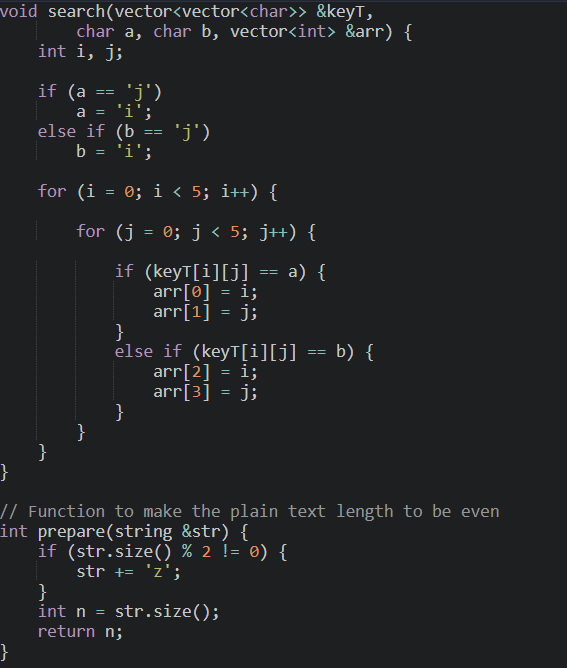 void search(vector<vector<char>> &keyT,
        char a, char b, vector<int> &arr) {
    int i, j;

    if (a == 'j')
        a = 'i';
    else if (b == 'j')
        b = 'i';

    for (i = 0; i < 5; i++) {

        for (j = 0; j < 5; j++) {

            if (keyT[i][j] == a) {
                arr[0] = i;
                arr[1] = j;
            }
            else if (keyT[i][j] == b) {
                arr[2] = i;
                arr[3] = j;
            }
        }
    }
}

// Function to make the plain text length to be even
int prepare(string &str) {
    if (str.size() % 2 != 0) {
        str += 'z';
    }
    int n = str.size();
    return n;
}